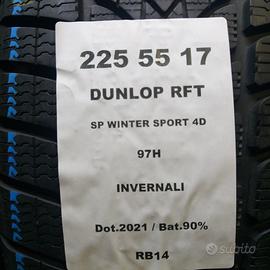 225 55 17
DUNLOP RFT
SP WINTER SPORT 4D
97H
INVERNALI
Dot.2021 / Bat.90%
RB14
subito